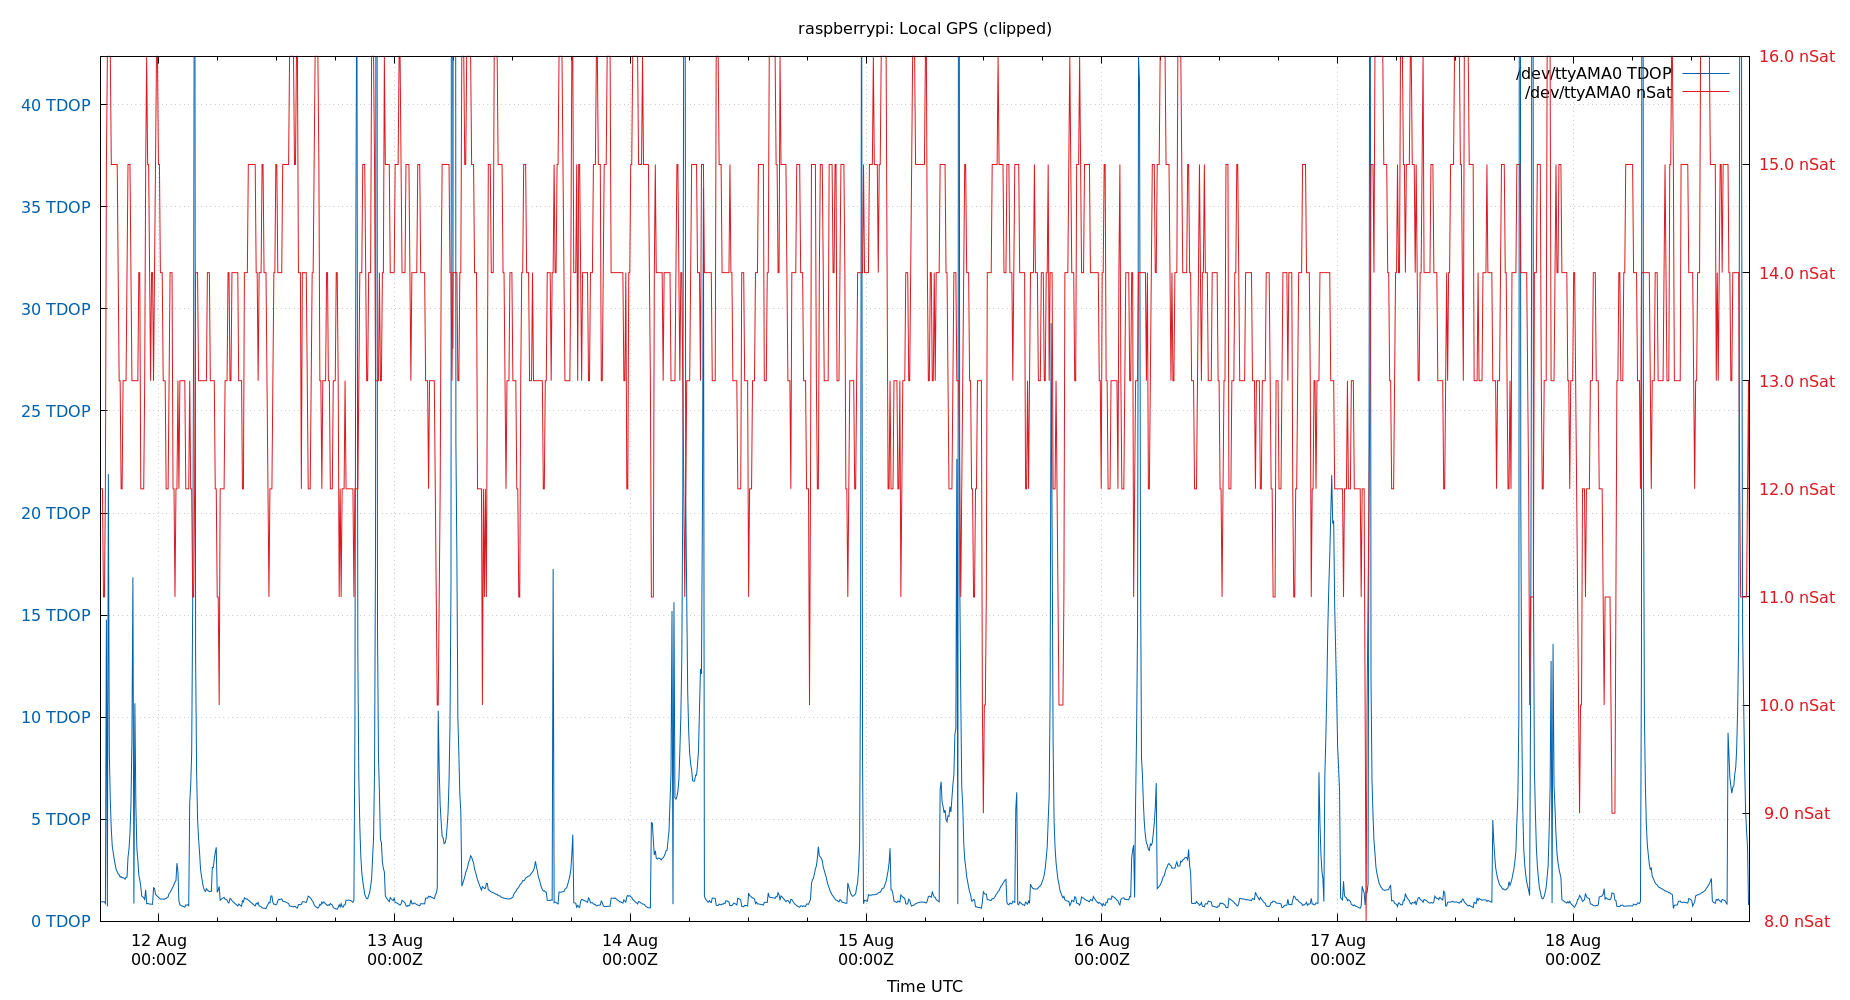 raspberrypi: Local GPS (clipped)
16.0 nSat
/dev/ttyAMA0 TDOP
/dev/ttyAMA0 nSat
40 TDOP
15.0 nSat
35 TDOP
14.0 nSat
30 TDOP
13.0 nSat
25 TDOP
12.0 nSat
20 TDOP
11.0 nSat
15 TDOP
10.0 nSat
10 TDOP
9.0 nSat
5 TDOP
8.0 nSat
0 TDOP
12 Aug 13 Aug 14 Aug 15 Aug 16 Aug 17 Aug 18 Aug
00:00Z 00:00Z 00:00Z 00:00Z 00:00Z 00:00Z 00:00Z
Time UTC